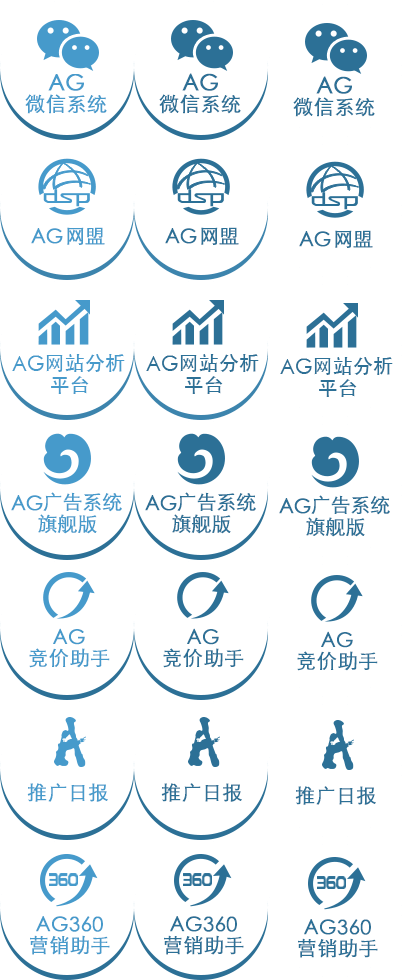 AG AG AG
微信系统 微信系统 微信系统
dsp dsp dsp
AG网盟 AG网盟 AG网盟
AG网站分析 AG网站分析 AG网站分析
平台 平台 平台
AG广告系统 AG广告系统 AG广告系统
旗舰版 旗舰版 旗舰版
AG AG AG
竞价助手 竞价助手 竞价助手
推广日报 推广日报 推广日报
360 360 360
AG360 AG360 AG360
营销助手 营销助手 营销助手